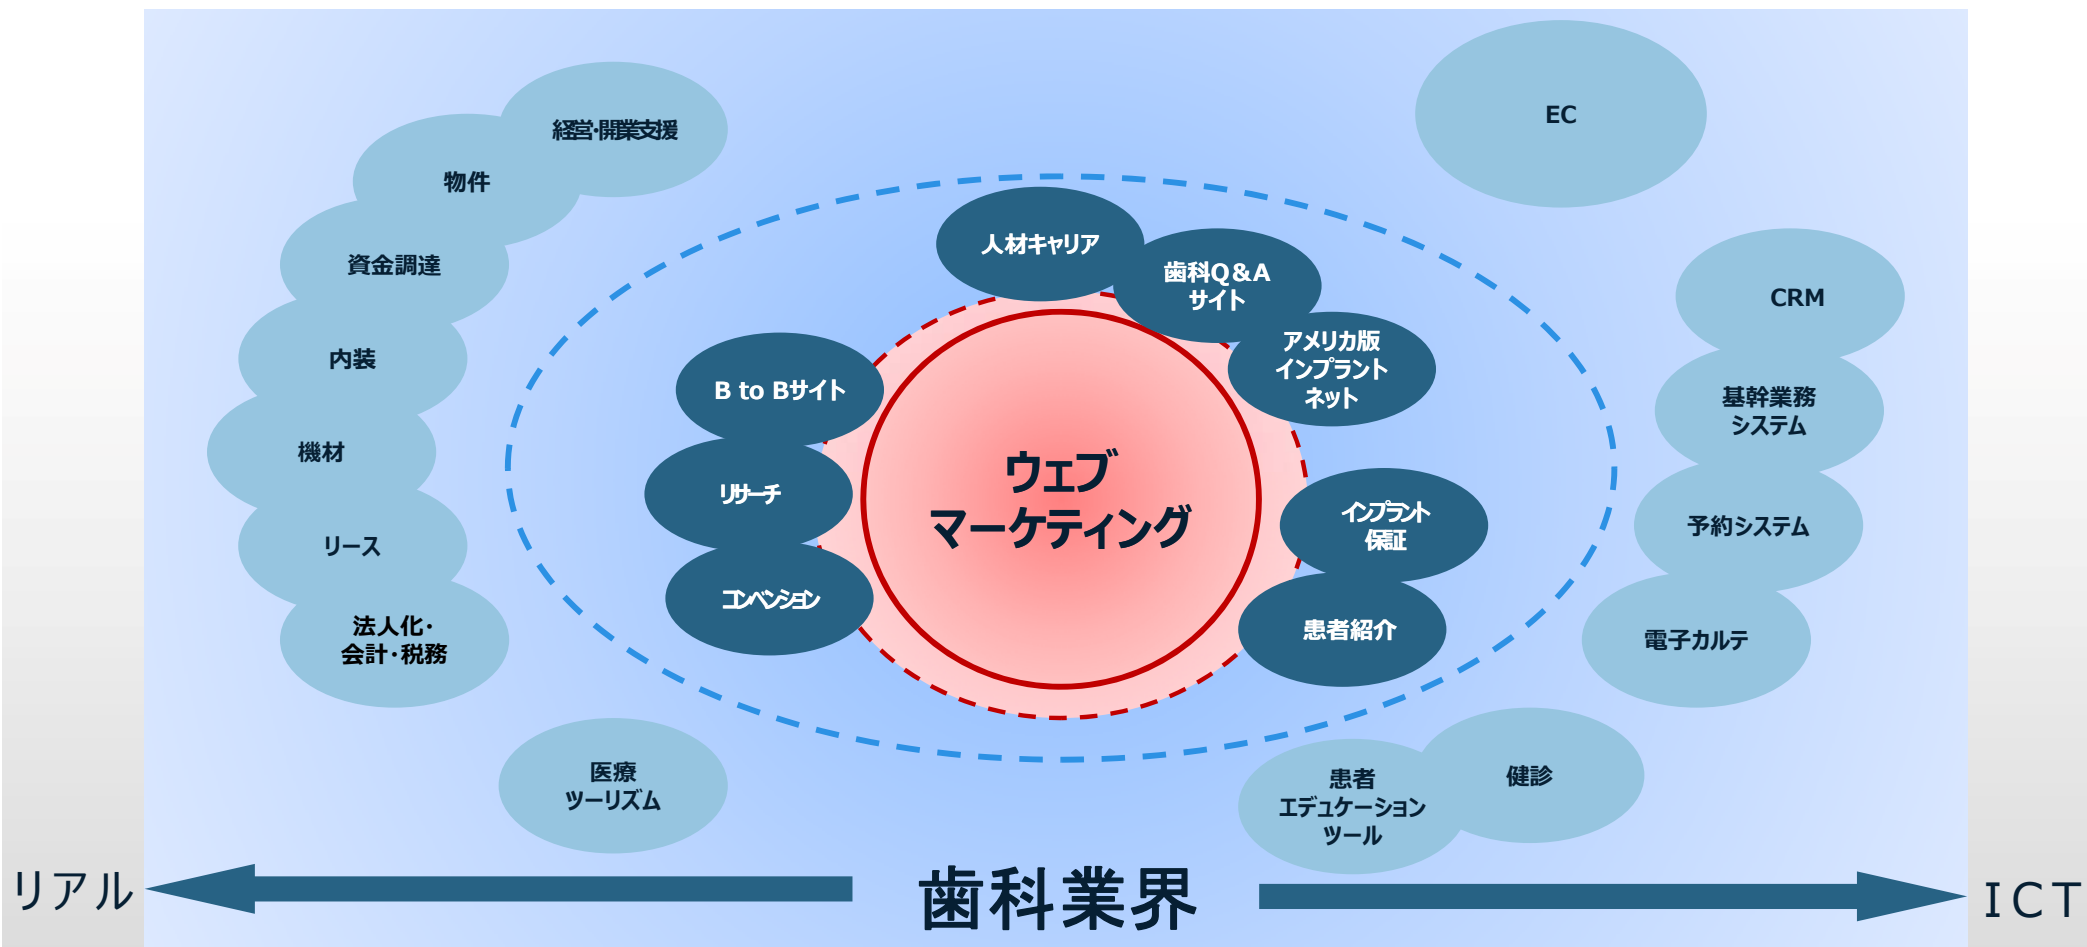 経営・開業支援
物件
資金調達
内装
機材
リース
法人化・
会計・税務
医療
ツーリズム
人材キャリア
歯科Q&A
サイト
アメリカ版
インプラント
ネット
B to Bサイト
リサーチ
コンベンション
ウェブ
マーケティング
インプラント
保証
患者紹介
EC
CRM
基幹業務
システム
予約システム
電子カルテ
健診
患者
エデュケーション
ツール
リアル
歯科業界
ICT